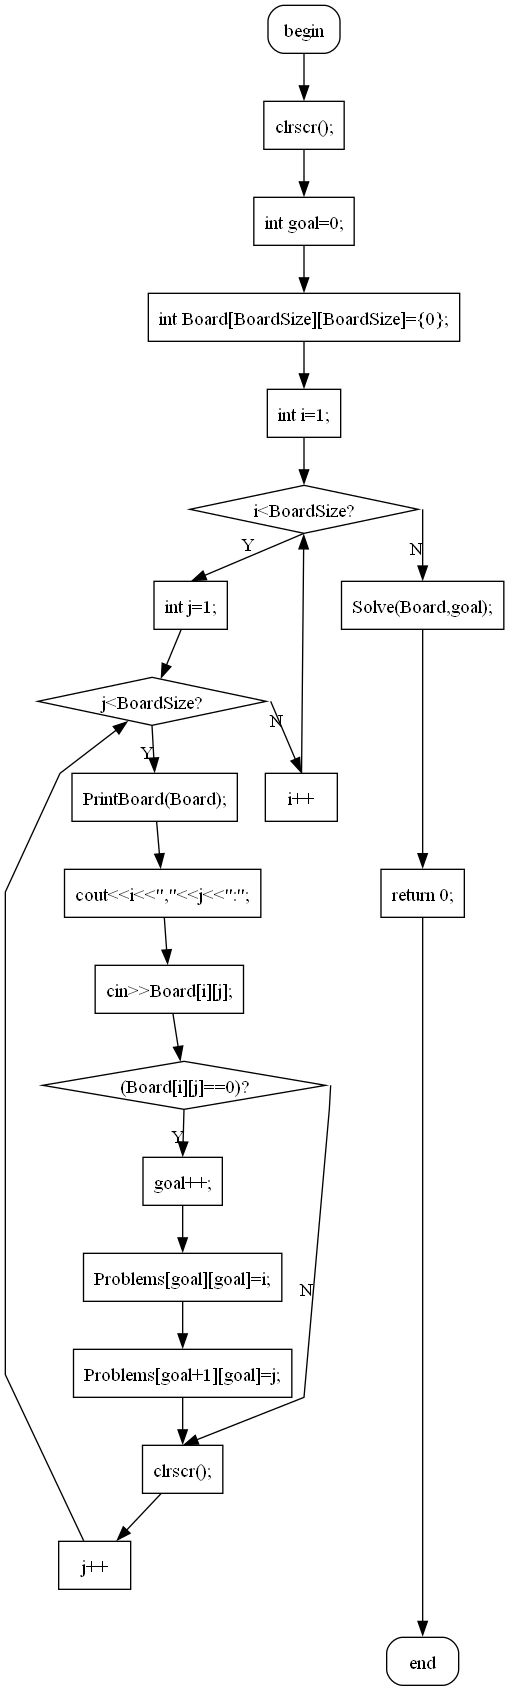 begin
clrscr();
int goal=0;
int Board[BoardSize][BoardSize]={0};
int i=1;
i<BoardSize?
Y
N
int j=1;
Solve(Board,goal);
j<BoardSize?
N
Y
PrintBoard(Board);
i++
cout<<i<<","<<j<<":";
return 0;
cin>>Board[i][j];
(Board[i][j]==0)?
Y
goal++;
Problems[goal][goal]=i;
N
Problems[goal+1][goal]=j;
clrscr();
j++
end